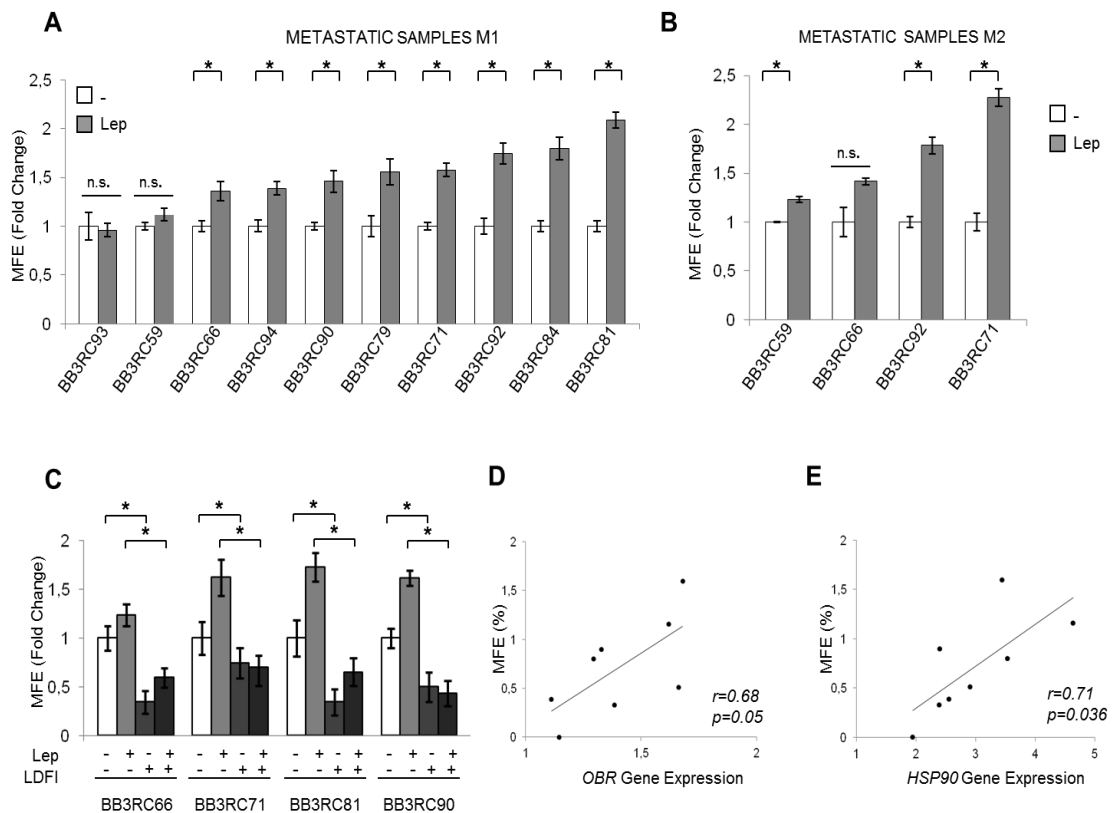 A
METASTATIC SAMPLES M1
* * * * * * * *
-
Lep
n.s. n.s.
MFE (Fold Change)
2,5
2
1,5
1
0,5
0
BB3RC93 BB3RC59 BB3RC66 BB3RC94 BB3RC90 BB3RC79 BB3RC71 BB3RC92 BB3RC84 BB3RC81
B
METASTATIC SAMPLES M2
* * *
n.s.
-
Lep
MFE (Fold Change)
2,5
2
1,5
1
0,5
0
BB3RC59 BB3RC66 BB3RC92 BB3RC71
C
* * * *
* * * *
MFE (Fold Change)
2
1,5
1
0,5
0
Lep - + - + - + - + - + - + - + - +
LDFI - - + + - - + + - - + + - - + +
BB3RC66 BB3RC71 BB3RC81 BB3RC90
D
MFE (%)
2
1,5
1
0,5
0
r=0.68
p=0.05
1 1,5 2
OBR Gene Expression
E
MFE (%)
2
1,5
1
0,5
0
r=0.71
p=0.036
1 2 3 4 5
HSP90 Gene Expression